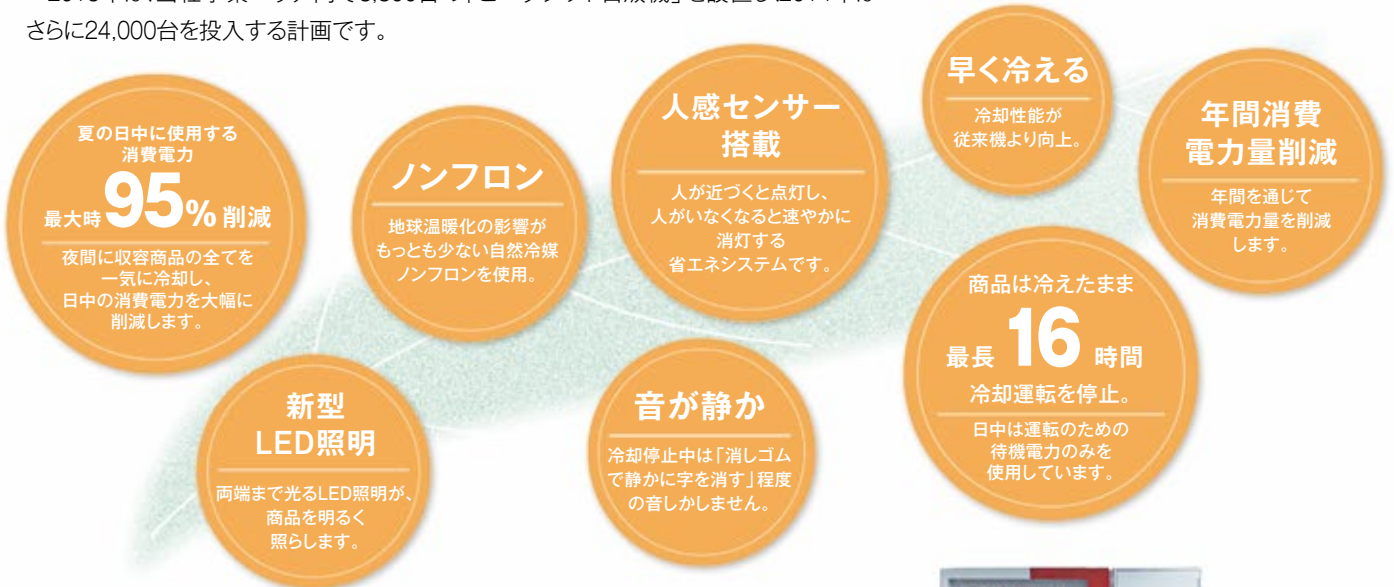 さらに24,000台を投入する計画です。
夏の日中に使用する
消費電力
最大時95%削減
夜間に収容商品の全てを
一気に冷却し、
日中の消費電力を大幅に
削減します。
ノンフロン
地球温暖化の影響が
もっとも少ない自然冷媒
ノンフロンを使用。
人感センサー
搭載
人が近づくと点灯し、
人がいなくなると速やかに
消灯する
省エネシステムです。
早く冷える
冷却性能が
従来機より向上。
年間消費
電力量削減
年間を通じて
消費電力量を削減
します。
新型
LED照明
両端まで光るLED照明が、
商品を明るく
照らします。
音が静か
冷却停止中は「消しゴム
で静かに字を消す」程度
の音しかしません。
商品は冷えたまま
最長16時間
冷却運転を停止。
日中は運転のための
待機電力のみを
使用しています。